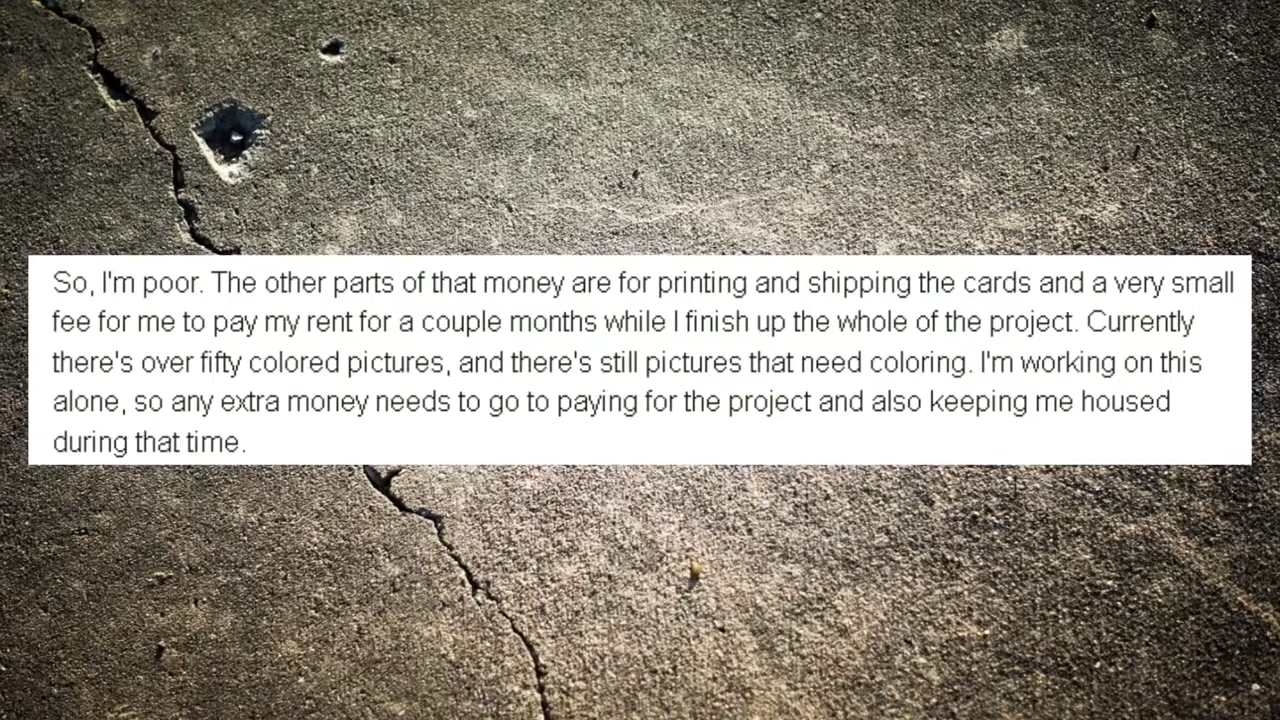 So, I'm poor. The other parts of that money are for printing and shipping the cards and a very small
fee for me to pay my rent for a couple months while I finish up the whole of the project. Currently
there's over fifty colored pictures, and there's still pictures that need coloring. I'm working on this
alone, so any extra money needs to go to paying for the project and also keeping me housed
during that time.